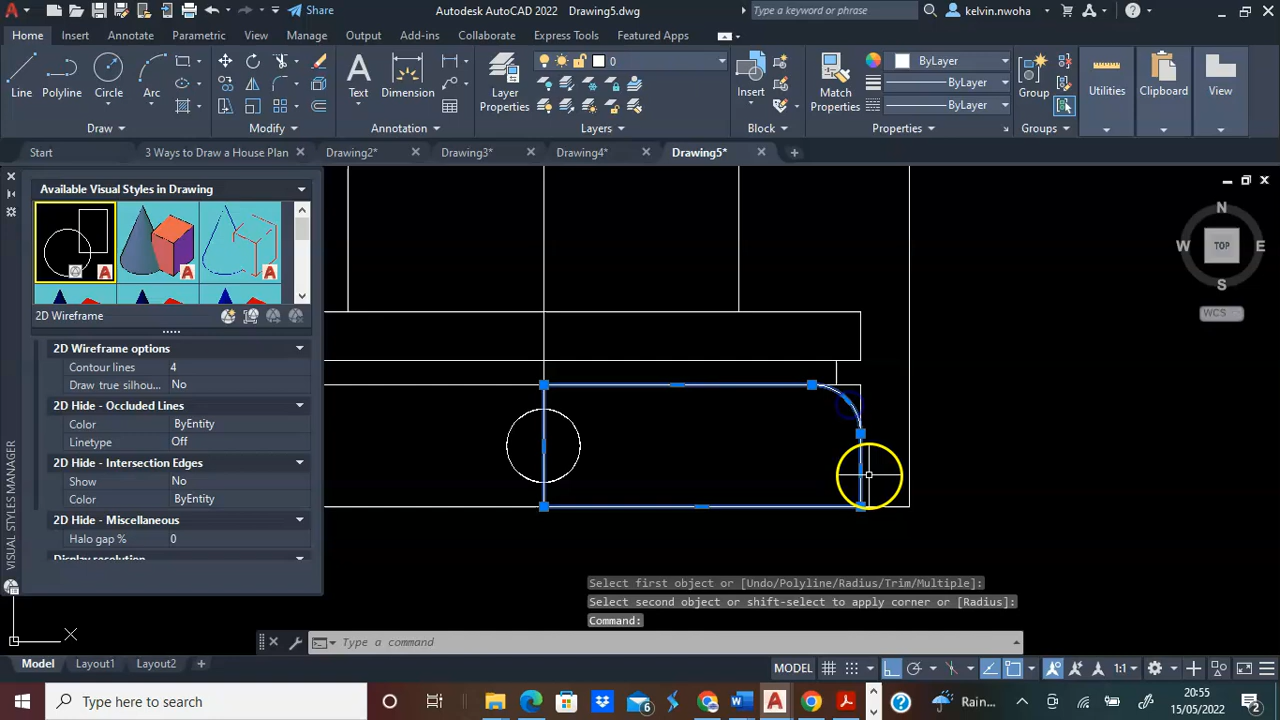 Share
Autodesk AutoCAD 2022 Drawing5.dwg
Type a keyword or phrase
kelvin.nwoha
Home Insert Annotate Parametric View Manage Output Add-ins Collaborate Express Tools Featured Apps
0
ByLayer
ByLayer
ByLayer
Line Polyline Circle Arc
Text Dimension
Layer Properties
Insert
Match Properties
Group
Utilities
Clipboard
View
Draw
Modify
Annotation
Layers
Block
Properties
Groups
Start
3 Ways to Draw a House Plan
Drawing2*
Drawing3*
Drawing4*
Drawing5*
Available Visual Styles in Drawing
2D Wireframe
2D Wireframe options
Contour lines 4
Draw true silhou... No
2D Hide - Occluded Lines
Color ByEntity
Linetype Off
2D Hide - Intersection Edges
Show No
Color ByEntity
2D Hide - Miscellaneous
Halo gap % 0
Display resolution
VISUAL STYLES MANAGER
N
W TOP E
S
WCS
Select first object or [Undo/Polyline/Radius/Trim/Multiple]:
Select second object or shift-select to apply corner or [Radius]:
Command:
Type a command
Model Layout1 Layout2
MODEL
1:1
Type here to search
6
Rain...
20:55
15/05/2022